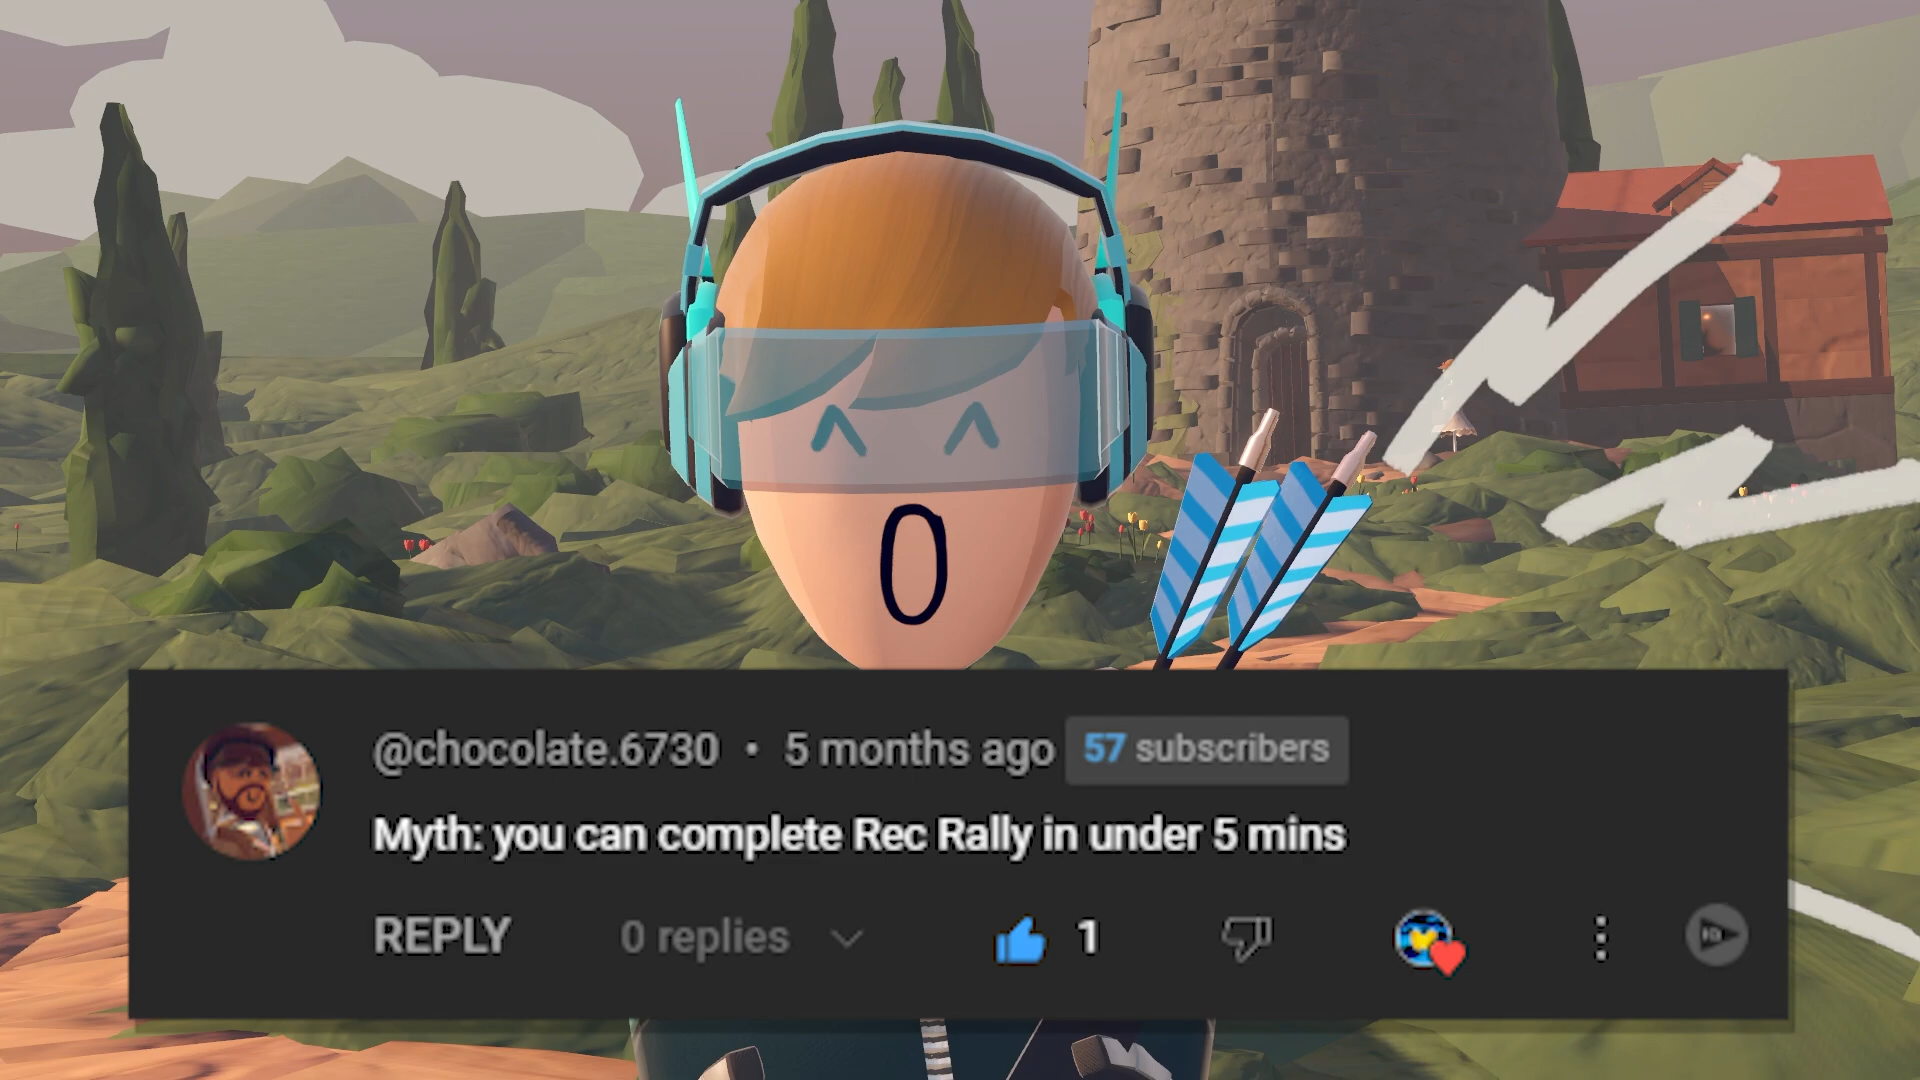 @chocolate.6730 • 5 months ago 57 subscribers
Myth: you can complete Rec Rally in under 5 mins
REPLY 0 replies 1